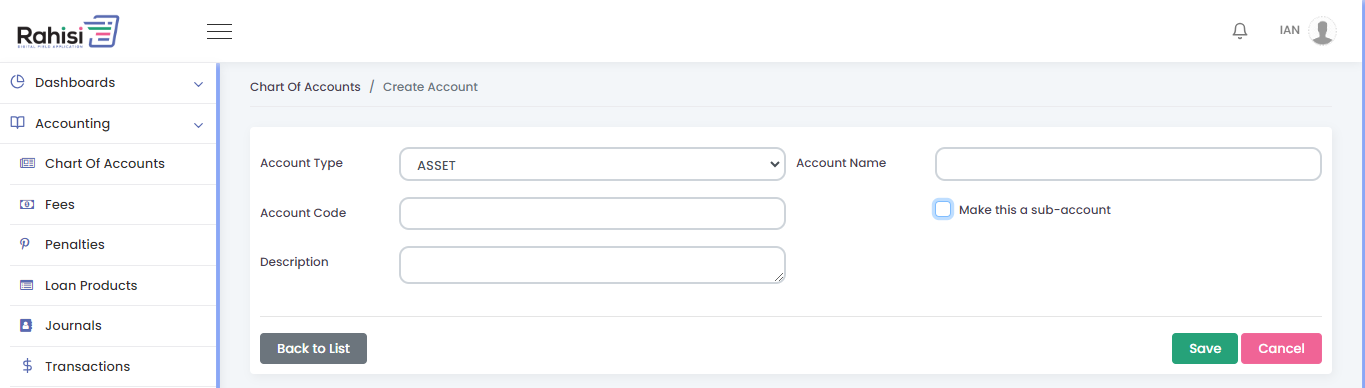 Rahisi
DIGITAL FIELD APPLICATION
IAN
Dashboards
Accounting
Chart Of Accounts
Fees
Penalties
Loan Products
Journals
Transactions
Chart Of Accounts / Create Account
Account Type ASSET Account Name
Account Code Make this a sub-account
Description
Back to List Save Cancel